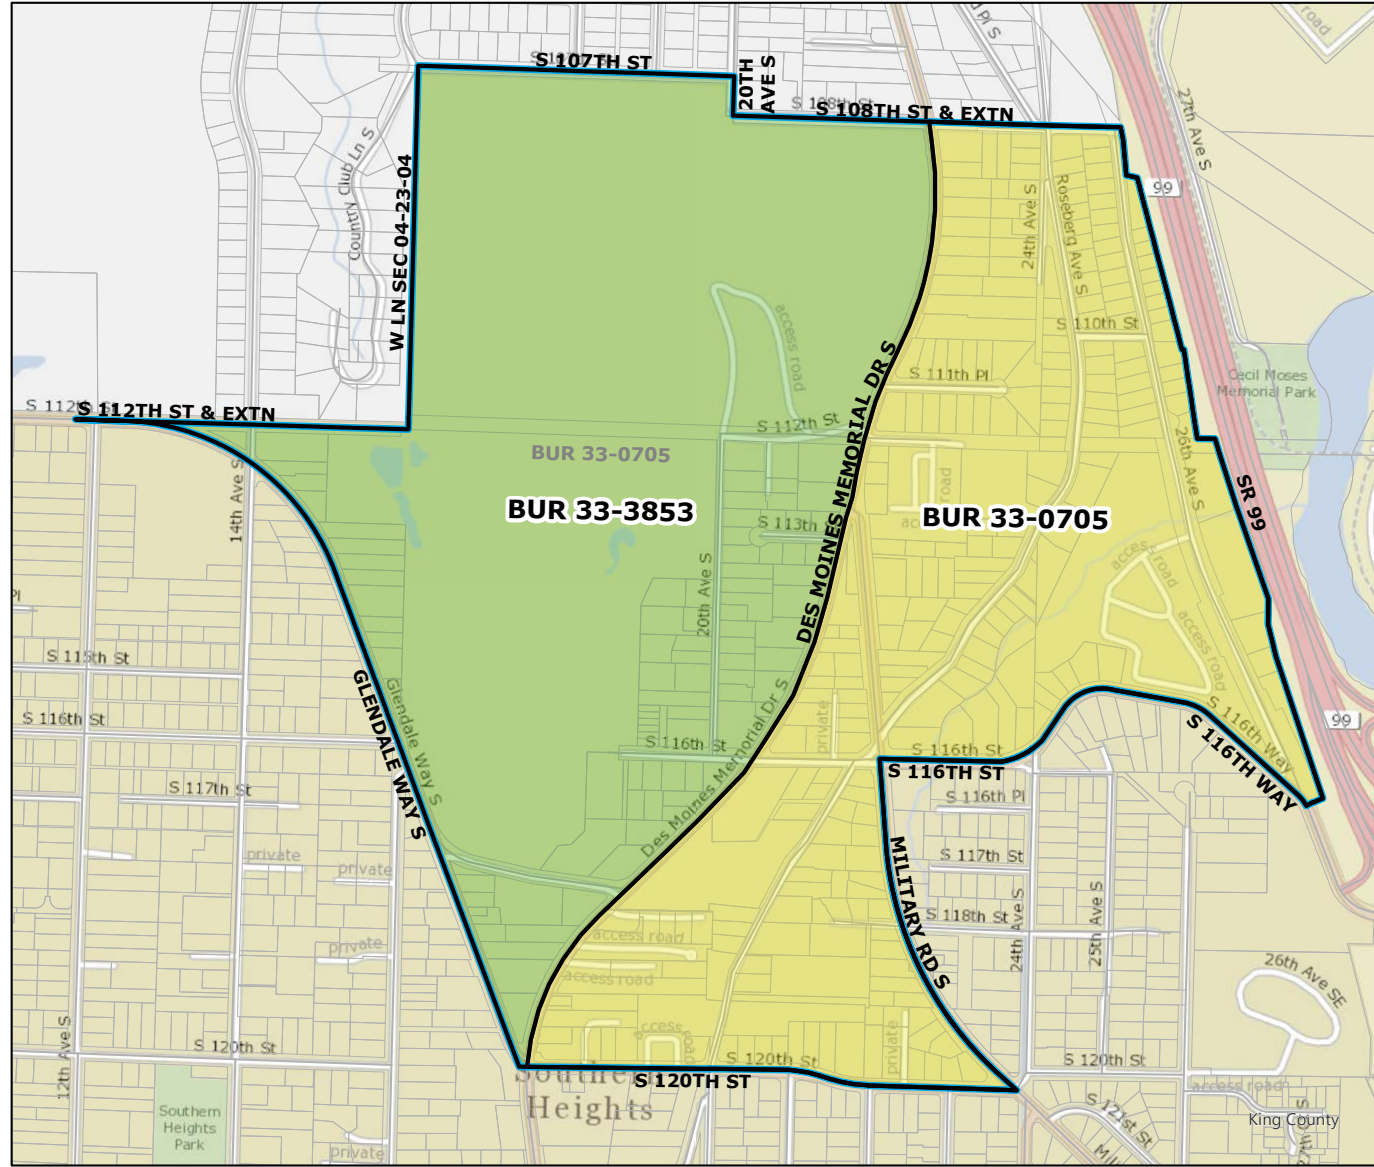 S 107TH ST
20TH
AVE S
S 108th St
S 108TH ST & EXTN
27th Ave S
99
Country Club Ln S
W LN SEC 04-23-04
24th Ave S
Roseberg Ave S
S 110th St
access road
DES MOINES MEMORIAL DR S
S 111th Pl
Cecil Moses
Memorial Park
S 112th St
S 112TH ST & EXTN
S 112th St
BUR 33-0705
BUR 33-3853
BUR 33-0705
14th Ave S
26th Ave S
SR 99
S 113th
access road
20th Ave S
access road
S 115th St
GLENDALE WAY S
Glendale Way S
Des Moines Memorial Dr S
private
S 116th St
S 116th St
S 116th St
S 116TH ST
S 116th Way
S 116TH WAY
99
S 117th St
S 116th Pl
private
private
MILITARY RD S
S 117th St
S 118th St
24th Ave S
25th Ave S
private
access road
access road
26th Ave SE
12th Ave S
S 120th St
access road
S 120th St
private
S 120th St
S 120TH ST
Southern
Heights
Southern
Heights
Park
private
access road
S 121st St
King County
27th